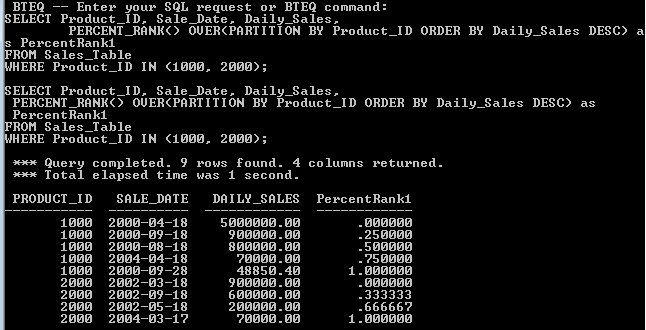 BTEQ -- Enter your SQL request or BTEQ command:
SELECT Product_ID, Sale_Date, Daily_Sales,
PERCENT_RANK() OVER(PARTITION BY Product_ID ORDER BY Daily_Sales DESC) a
s PercentRank1
FROM Sales_Table
WHERE Product_ID IN (1000, 2000);
SELECT Product_ID, Sale_Date, Daily_Sales,
PERCENT_RANK() OVER(PARTITION BY Product_ID ORDER BY Daily_Sales DESC) as
PercentRank1
FROM Sales_Table
WHERE Product_ID IN (1000, 2000);
*** Query completed. 9 rows found. 4 columns returned.
*** Total elapsed time was 1 second.
PRODUCT_ID SALE_DATE DAILY_SALES PercentRank1
----------- ---------- ------------ ------------
1000 2000-04-18 5000000.00 .000000
1000 2000-09-18 900000.00 .250000
1000 2000-08-18 800000.00 .500000
1000 2004-04-18 70000.00 .750000
1000 2000-09-28 48850.40 1.000000
2000 2002-03-18 900000.00 .000000
2000 2002-09-18 600000.00 .333333
2000 2002-05-18 200000.00 .666667
2000 2004-03-17 70000.00 1.000000